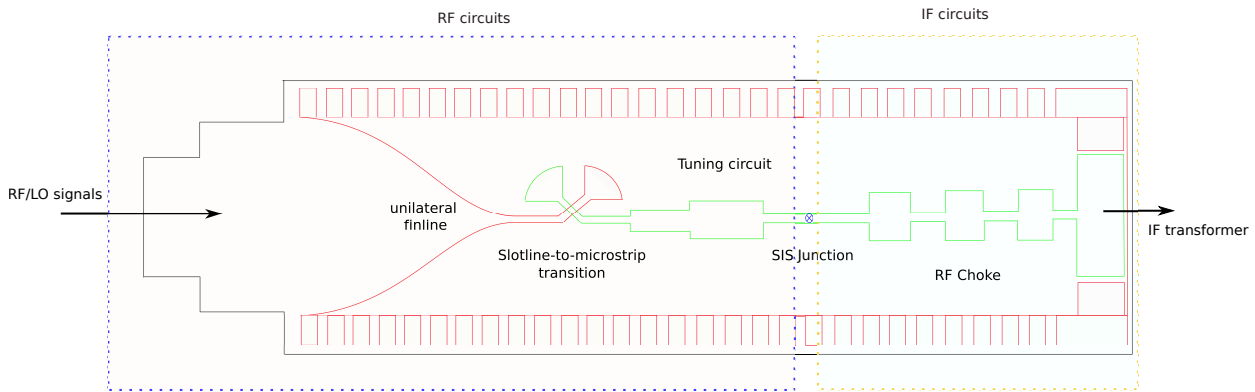 RF circuits
IF circuits
Tuning circuit
RF/LO signals
unilateral
finline
IF transformer
Slotline-to-microstrip
transition
SIS Junction
RF Choke